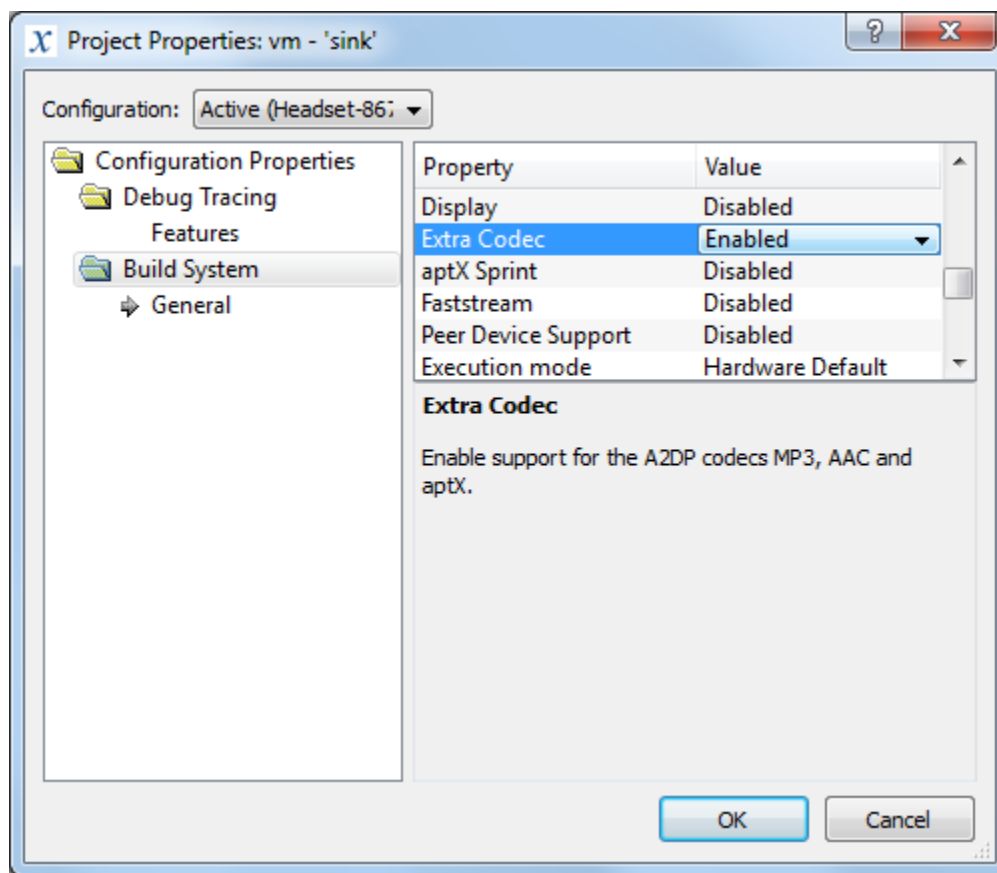 Project Properties: vm - 'sink'
Configuration: Active (Headset-867
Configuration Properties
Debug Tracing
Features
Build System
General
Property Value
Display Disabled
Extra Codec Enabled
aptX Sprint Disabled
Faststream Disabled
Peer Device Support Disabled
Execution mode Hardware Default
Extra Codec
Enable support for the A2DP codecs MP3, AAC and
aptX.
OK Cancel